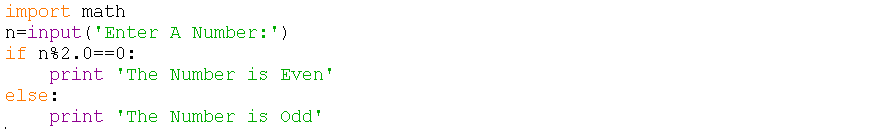 import math
n=input('Enter A Number:')
if n%2.0==0:
    print 'The Number is Even'
else:
    print 'The Number is Odd'